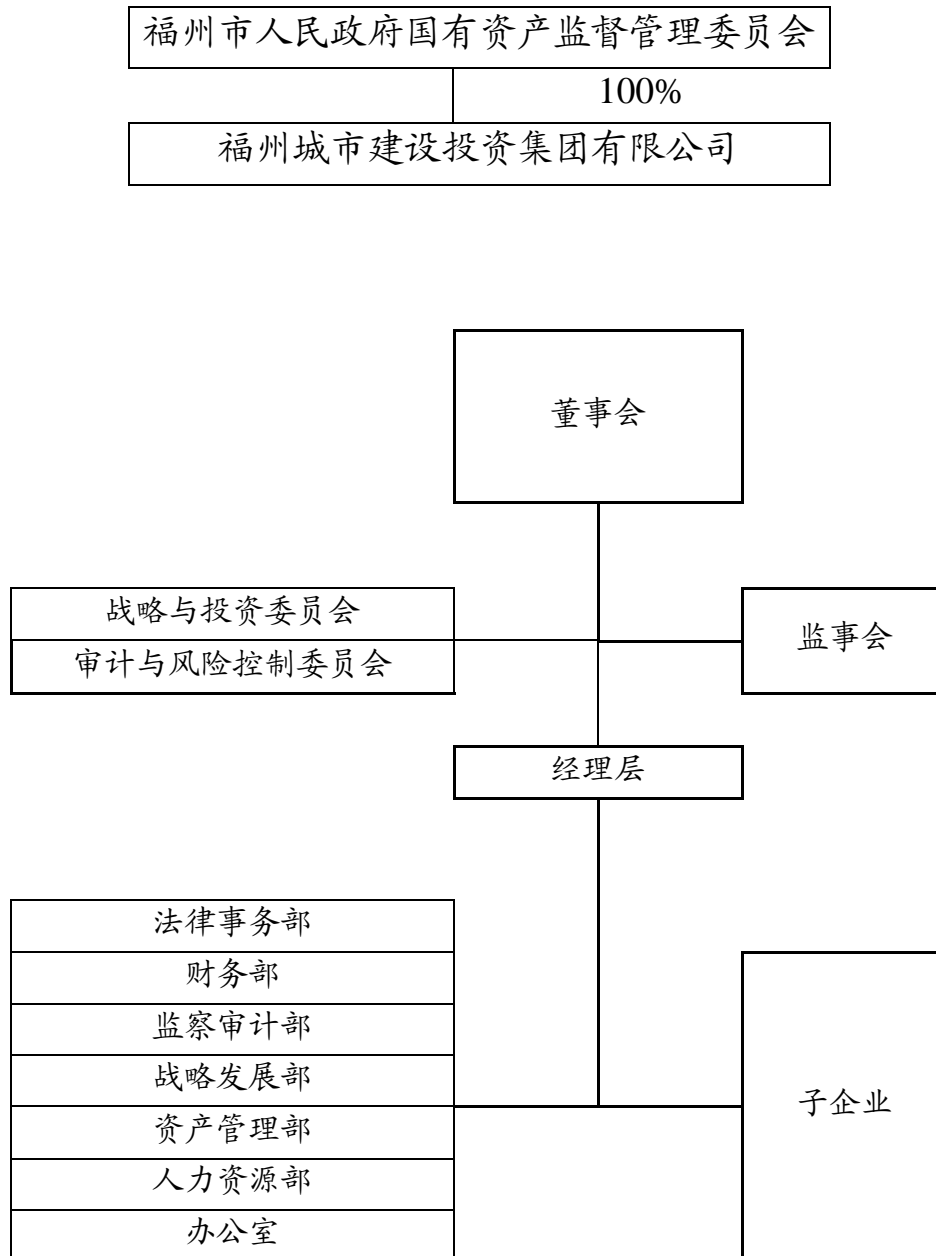 福州市人民政府国有资产监督管理委员会
100%
福州城市建设投资集团有限公司
董事会
战略与投资委员会
审计与风险控制委员会
监事会
经理层
法律事务部
财务部
监察审计部
战略发展部
资产管理部
人力资源部
办公室
子企业